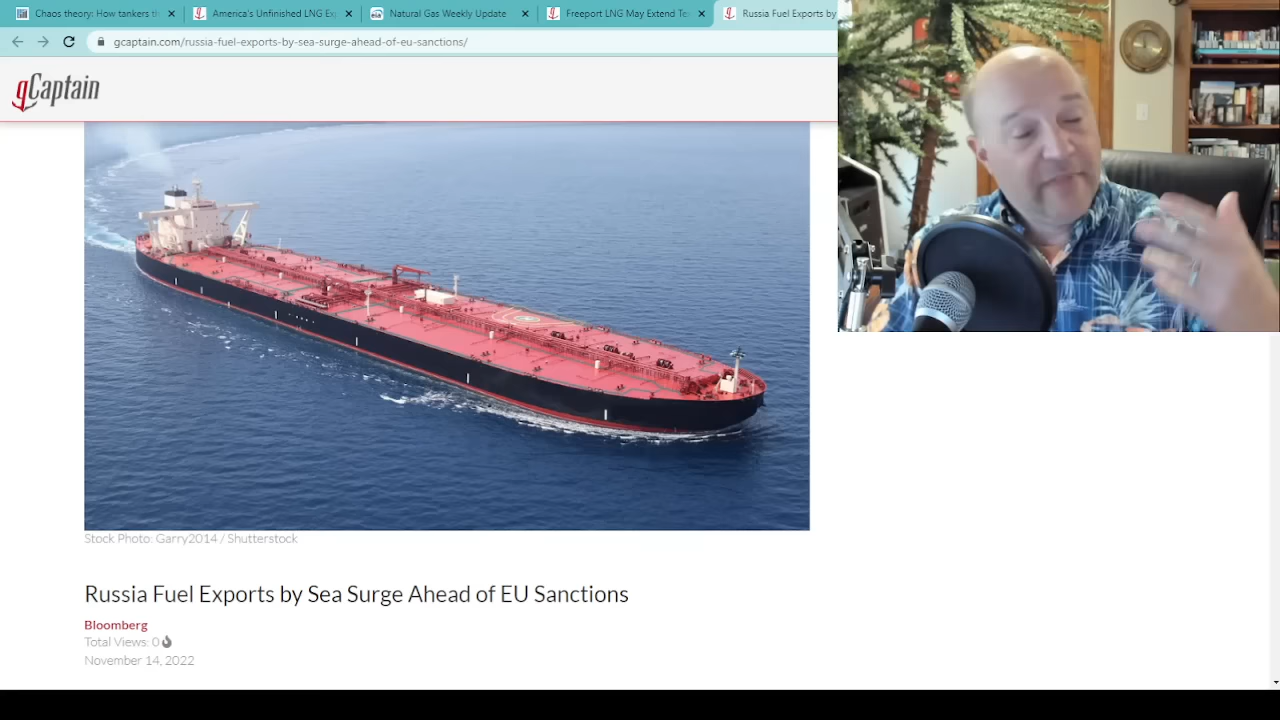 Chaos theory: How tankers th
America's Unfinished LNG Ex
Natural Gas Weekly Update
Freeport LNG May Extend Te
Russia Fuel Exports by
gcaptain.com/russia-fuel-exports-by-sea-surge-ahead-of-eu-sanctions/
gCaptain
Stock Photo: Garry2014 / Shutterstock
Russia Fuel Exports by Sea Surge Ahead of EU Sanctions
Bloomberg
Total Views: 0
November 14, 2022